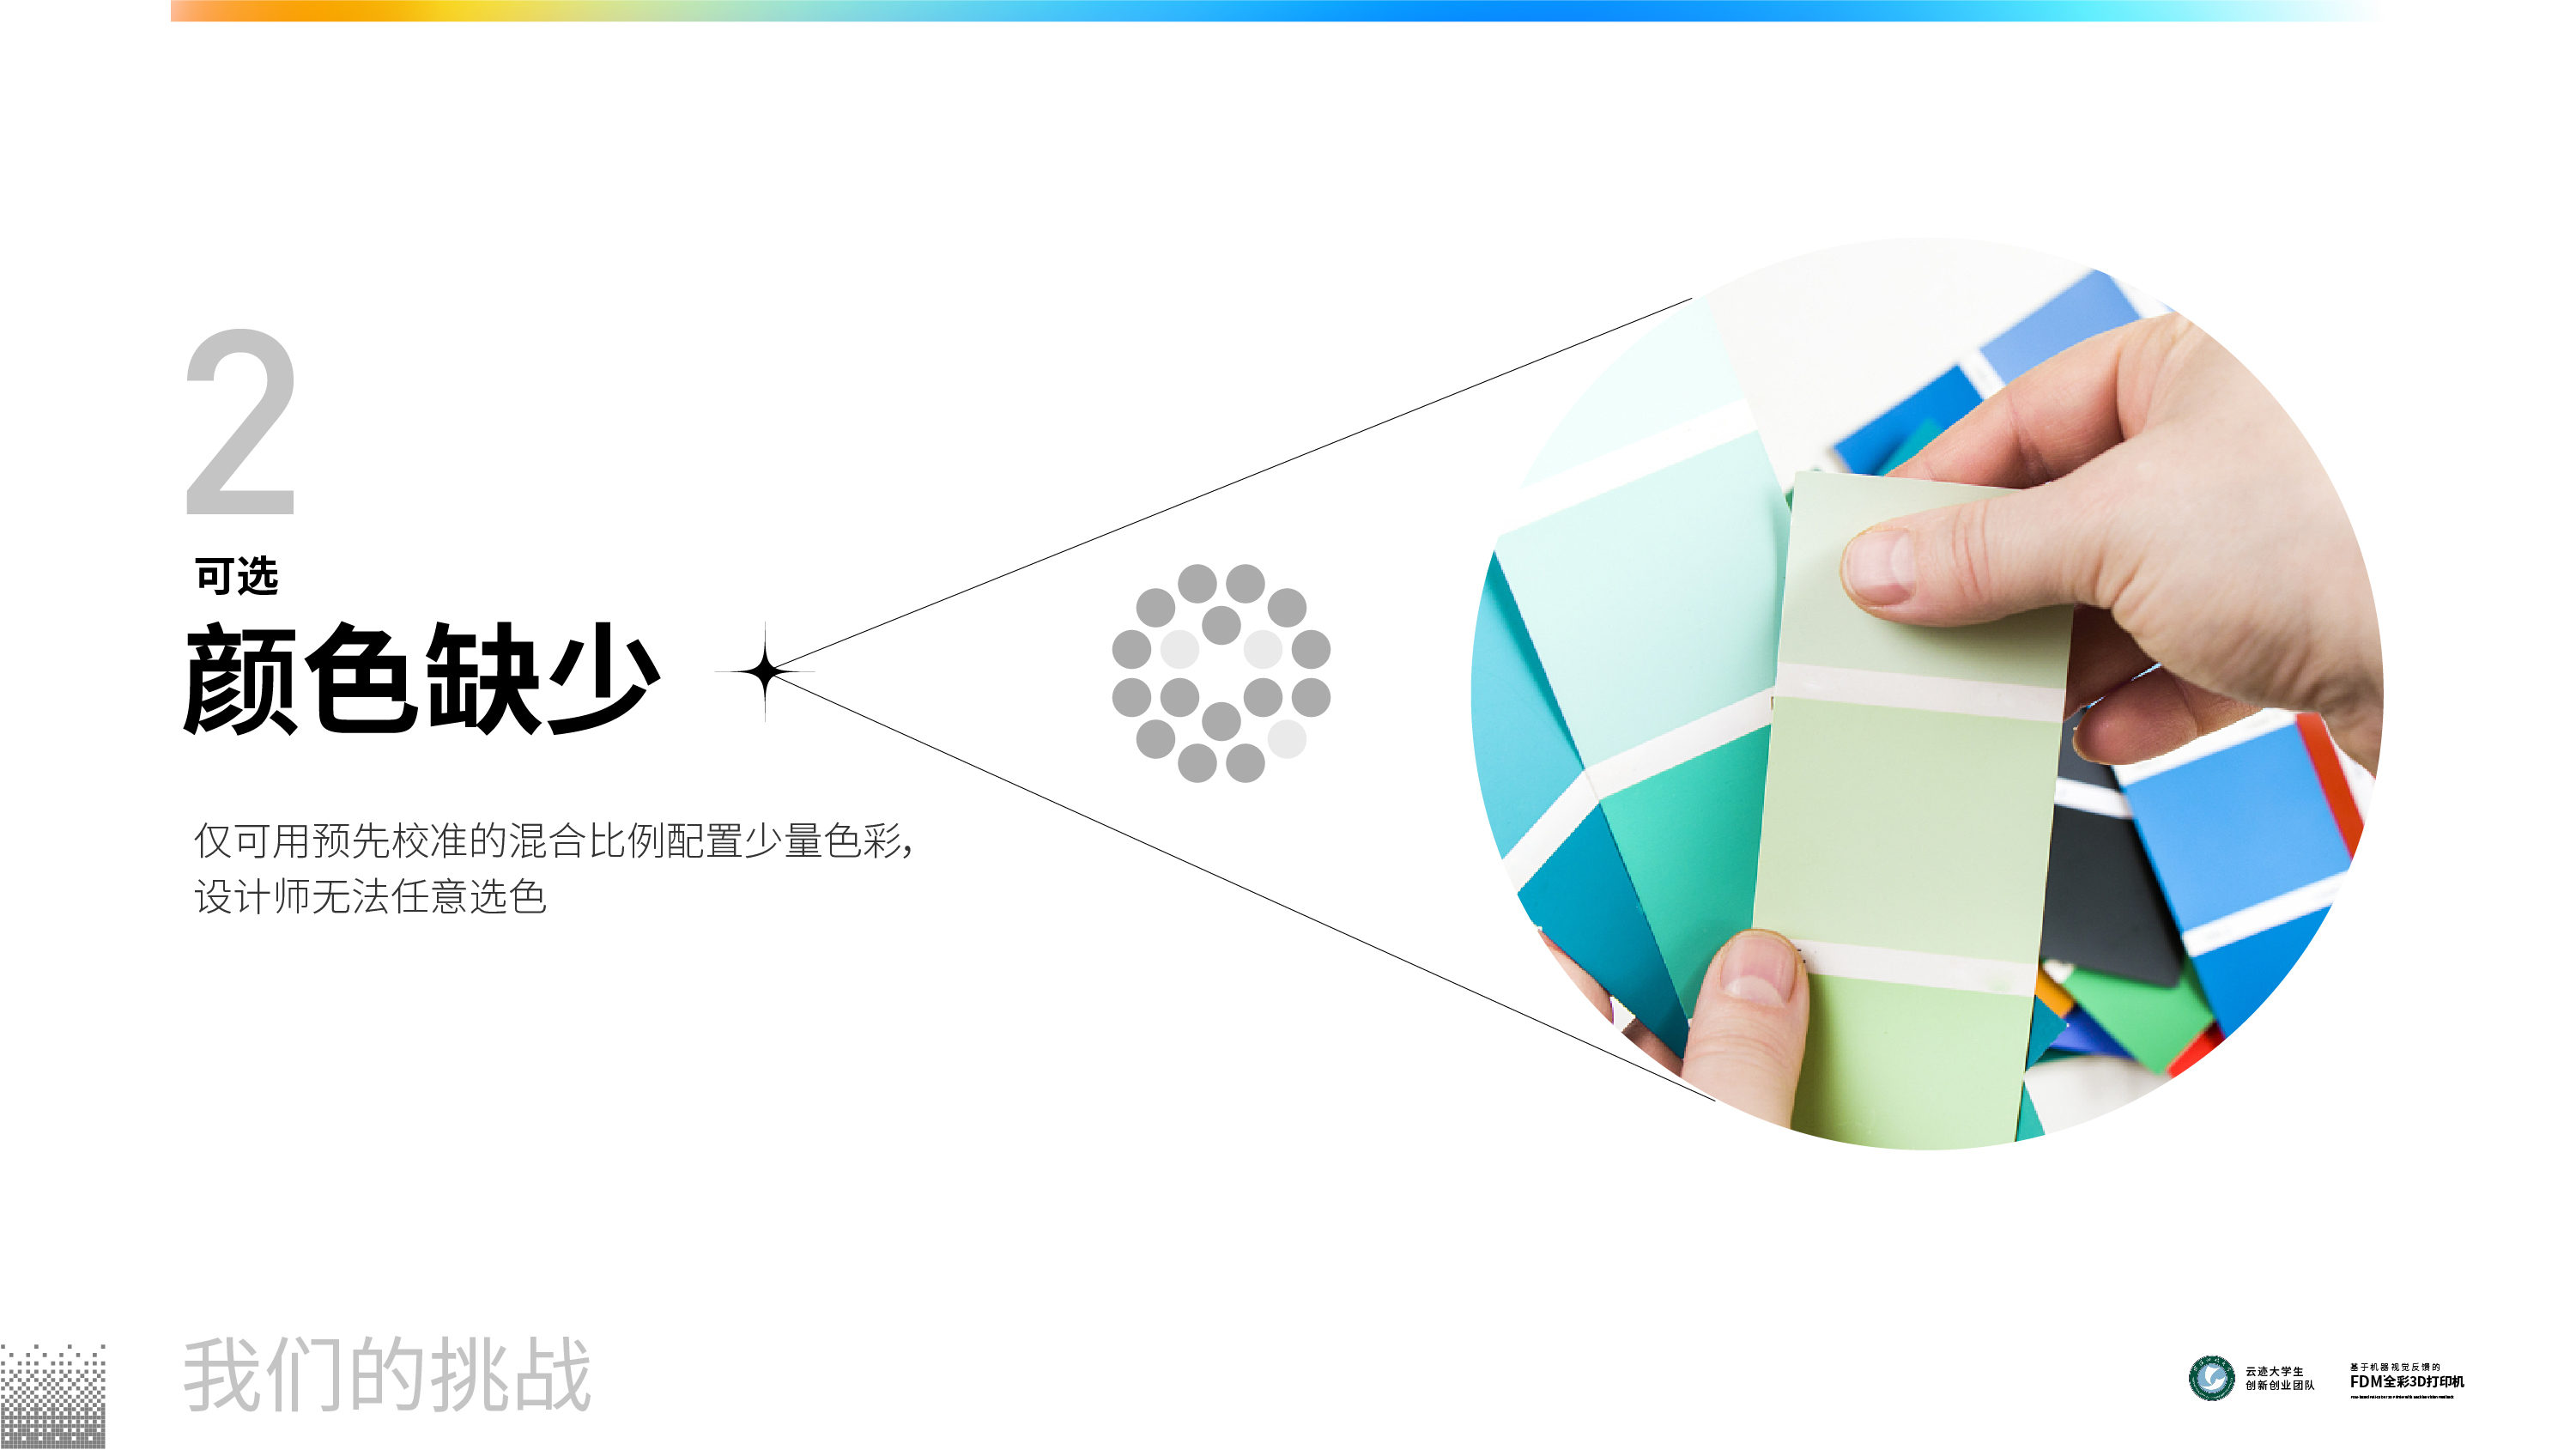 2
可选
颜色缺少
仅可用预先校准的混合比例配置少量色彩，
设计师无法任意选色
我们的挑战
云迹大学生
创新创业团队
基于机器视觉反馈的
FDM全彩3D打印机